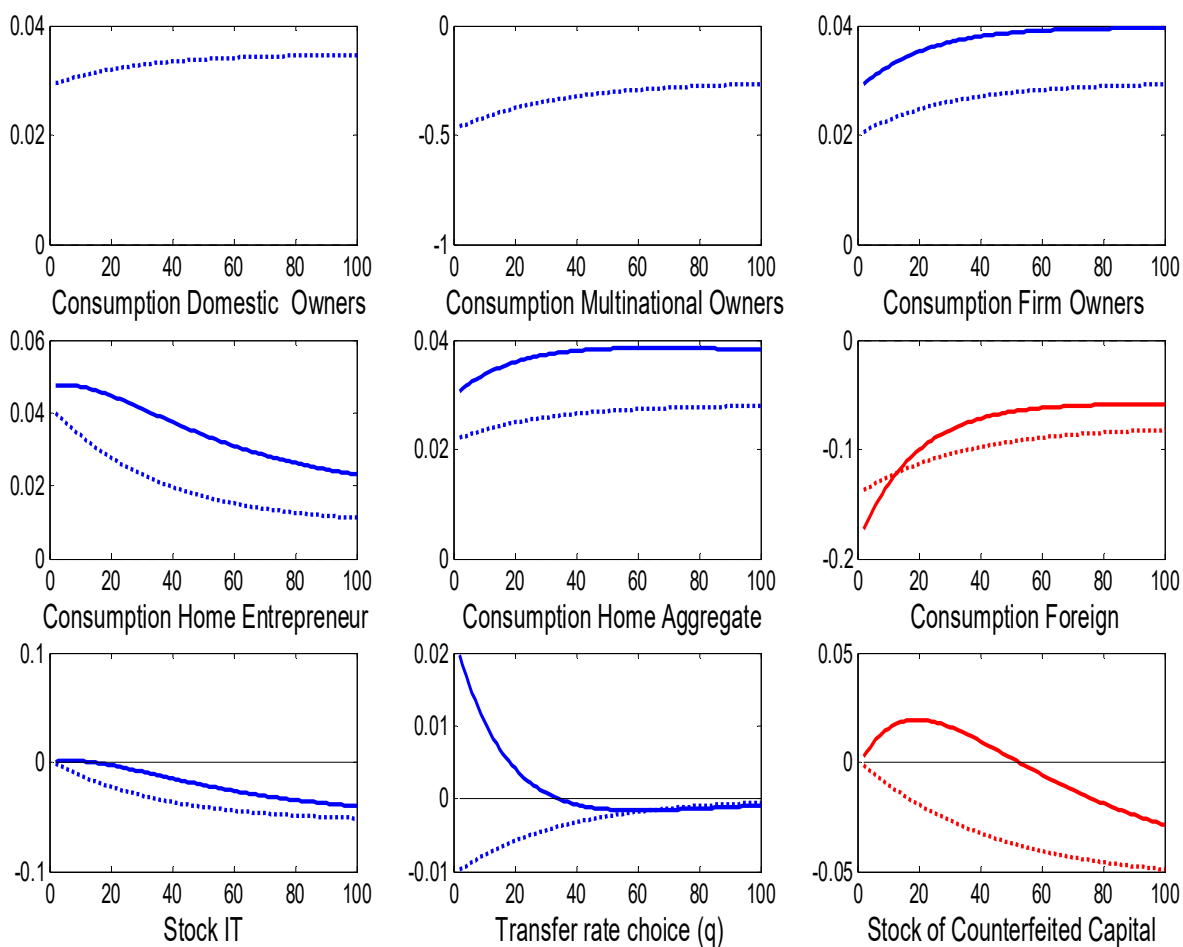 0.04
0.02
0
0 20 40 60 80 100
Consumption Domestic  Owners
0
-0.5
-1
0 20 40 60 80 100
Consumption Multinational Owners
0.04
0.02
0
0 20 40 60 80 100
Consumption Firm Owners
0.06
0.04
0.02
0
0 20 40 60 80 100
Consumption Home Entrepreneur
0.04
0.02
0
0 20 40 60 80 100
Consumption Home Aggregate
0
-0.1
-0.2
0 20 40 60 80 100
Consumption Foreign
0.1
0
-0.1
0 20 40 60 80 100
Stock IT
0.02
0.01
0
-0.01
0 20 40 60 80 100
Transfer rate choice (q)
0.05
0
-0.05
0 20 40 60 80 100
Stock of Counterfeited Capital